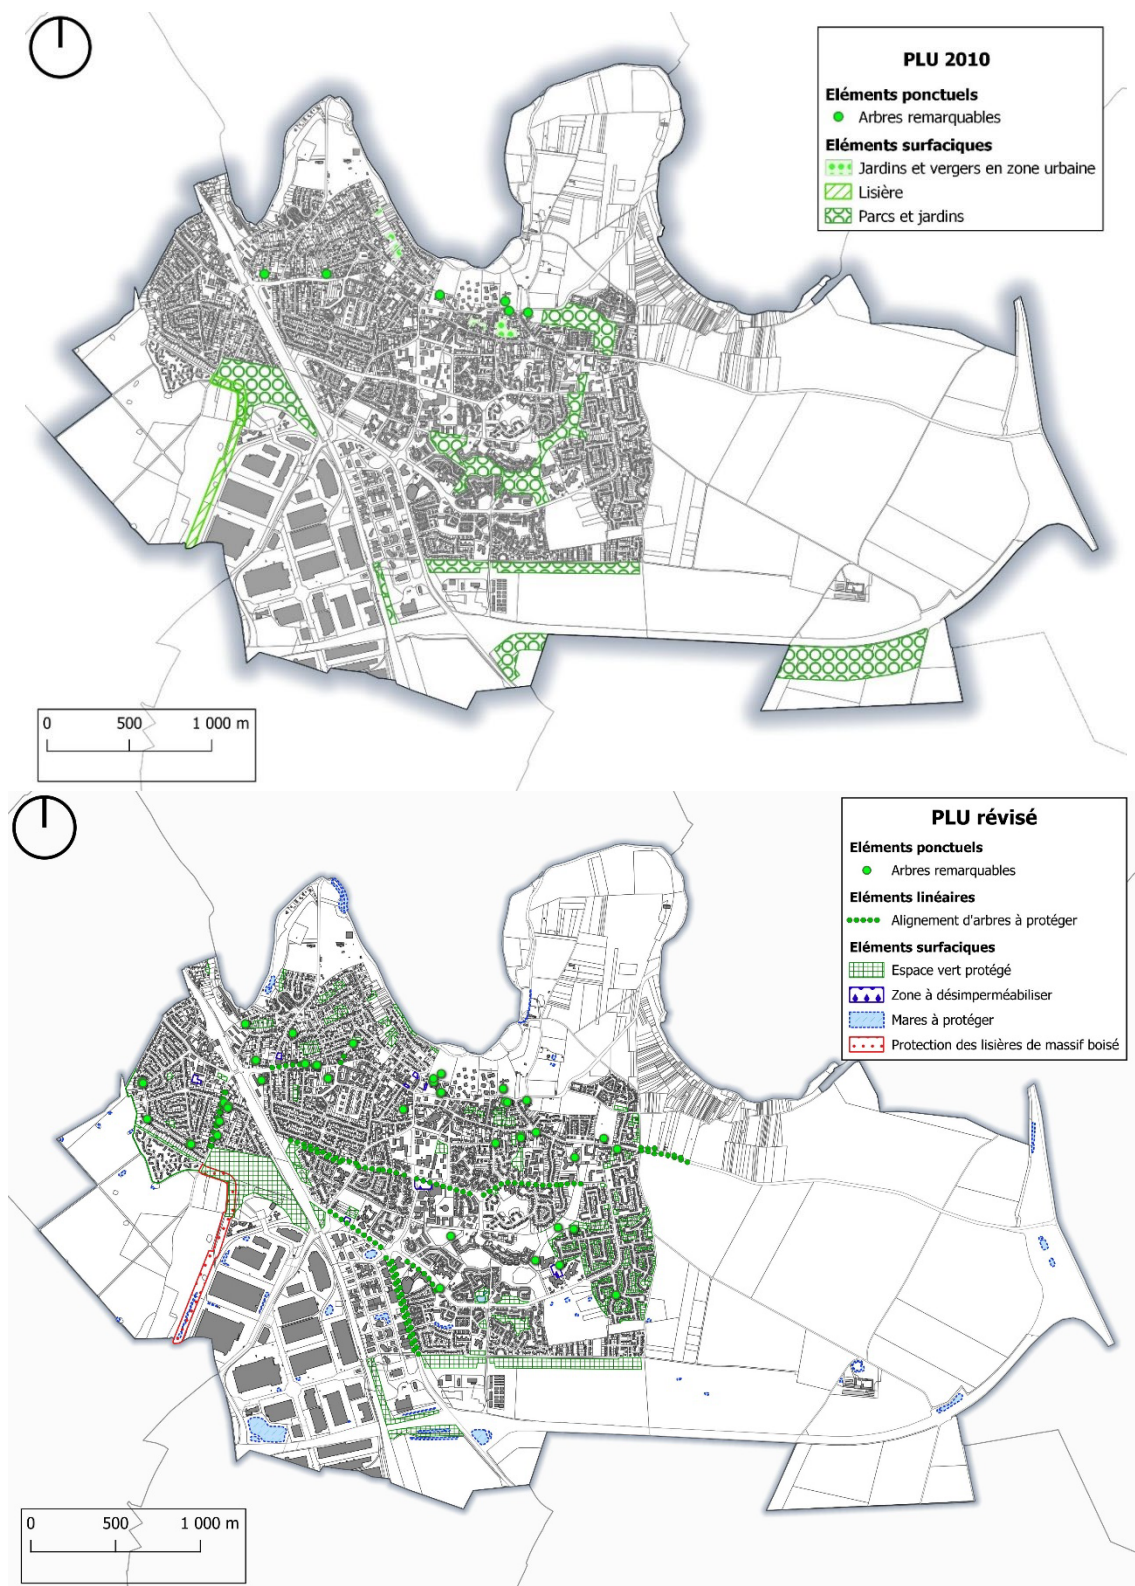 PLU 2010
Eléments ponctuels
Arbres remarquables
Eléments surfaciques
Jardins et vergers en zone urbaine
Lisière
Parcs et jardins
0 500 1 000 m
PLU révisé
Eléments ponctuels
Arbres remarquables
Eléments linéaires
Alignement d'arbres à protéger
Eléments surfaciques
Espace vert protégé
Zone à désimperméabiliser
Mares à protéger
Protection des lisières de massif boisé
0 500 1 000 m